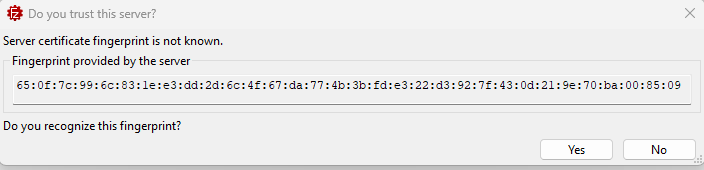 Do you trust this server?
Server certificate fingerprint is not known.
Fingerprint provided by the server
65:0f:7c:99:6c:83:1e:e3:dd:2d:6c:4f:67:da:77:4b:3b:fd:e3:22:d3:92:7f:43:0d:21:9e:70:ba:00:85:09
Do you recognize this fingerprint?
Yes No